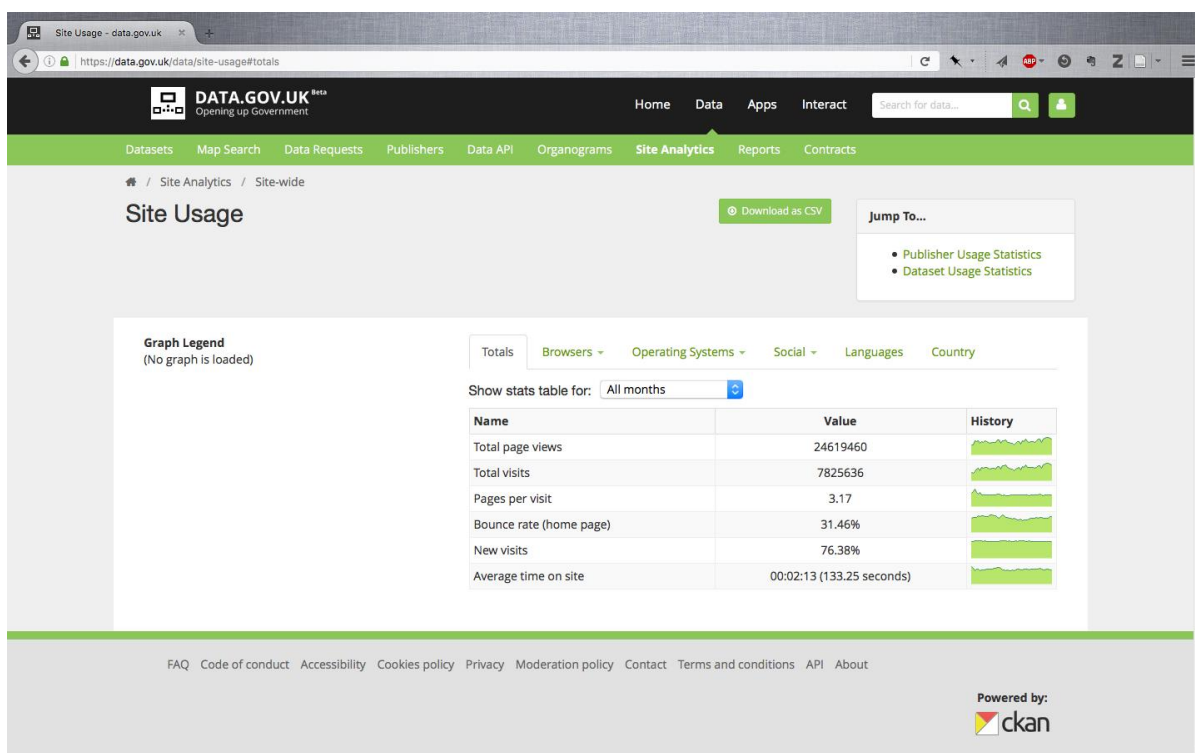 Site Usage - data.gov.uk
https://data.gov.uk/data/site-usage#totals
ABP
Z
DATA.GOV.UK Beta
Opening up Government
Home Data Apps Interact Search for data...
Datasets Map Search Data Requests Publishers Data API Organograms Site Analytics Reports Contracts
/ Site Analytics / Site-wide
Site Usage
Download as CSV
Jump To...
Publisher Usage Statistics
Dataset Usage Statistics
Graph Legend
(No graph is loaded)
Totals Browsers Operating Systems Social Languages Country
Show stats table for: All months
Name Value History
Total page views 24619460
Total visits 7825636
Pages per visit 3.17
Bounce rate (home page) 31.46%
New visits 76.38%
Average time on site 00:02:13 (133.25 seconds)
FAQ Code of conduct Accessibility Cookies policy Privacy Moderation policy Contact Terms and conditions API About
Powered by:
ckan